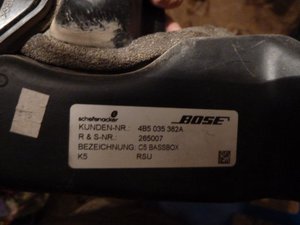 schefenacker
BOSE
KUNDEN-NR.: 4B5 035 382A
R & S-NR.: 265007
BEZEICHNUNG: C5 BASSBOX
K5 RSU